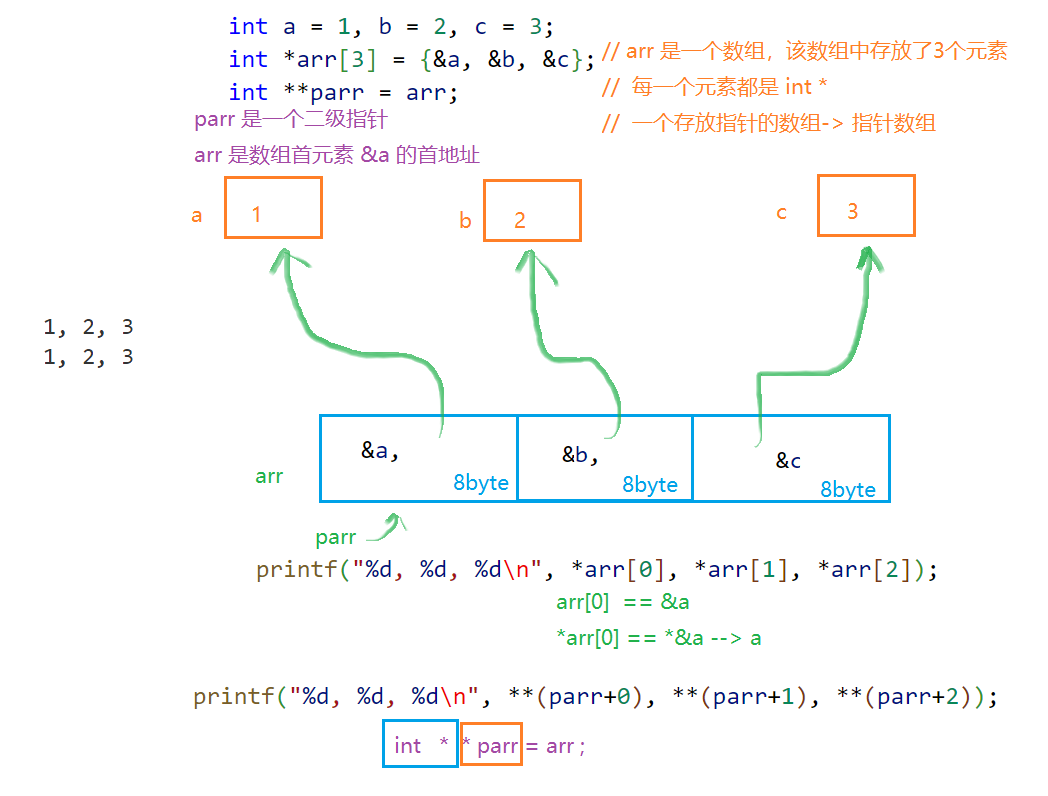 int a = 1, b = 2, c = 3;
int *arr[3] = {&a, &b, &c};
// arr 是一个数组，该数组中存放了3个元素
int **parr = arr;
// 每一个元素都是 int *
parr 是一个二级指针
// 一个存放指针的数组-> 指针数组
arr 是数组首元素 &a 的首地址
a 1 b 2 c 3
1, 2, 3
1, 2, 3
arr &a, 8byte &b, 8byte &c 8byte
parr
printf("%d, %d, %d\n", *arr[0], *arr[1], *arr[2]);
arr[0] == &a
*arr[0] == *&a --> a
printf("%d, %d, %d\n", **(parr+0), **(parr+1), **(parr+2));
int * * parr = arr ;